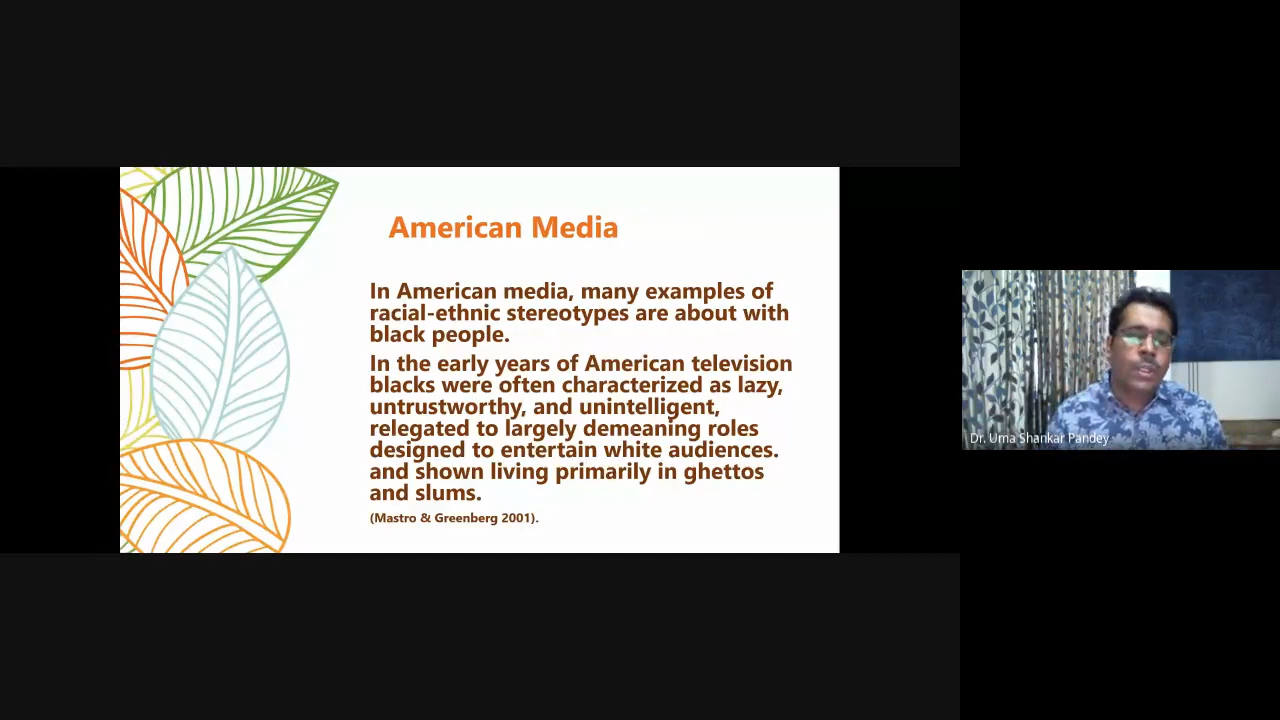 American Media
In American media, many examples of
racial-ethnic stereotypes are about with
black people.
In the early years of American television
blacks were often characterized as lazy,
untrustworthy, and unintelligent,
relegated to largely demeaning roles
designed to entertain white audiences.
and shown living primarily in ghettos
and slums.
(Mastro & Greenberg 2001).
Dr. Uma Shankar Pandey